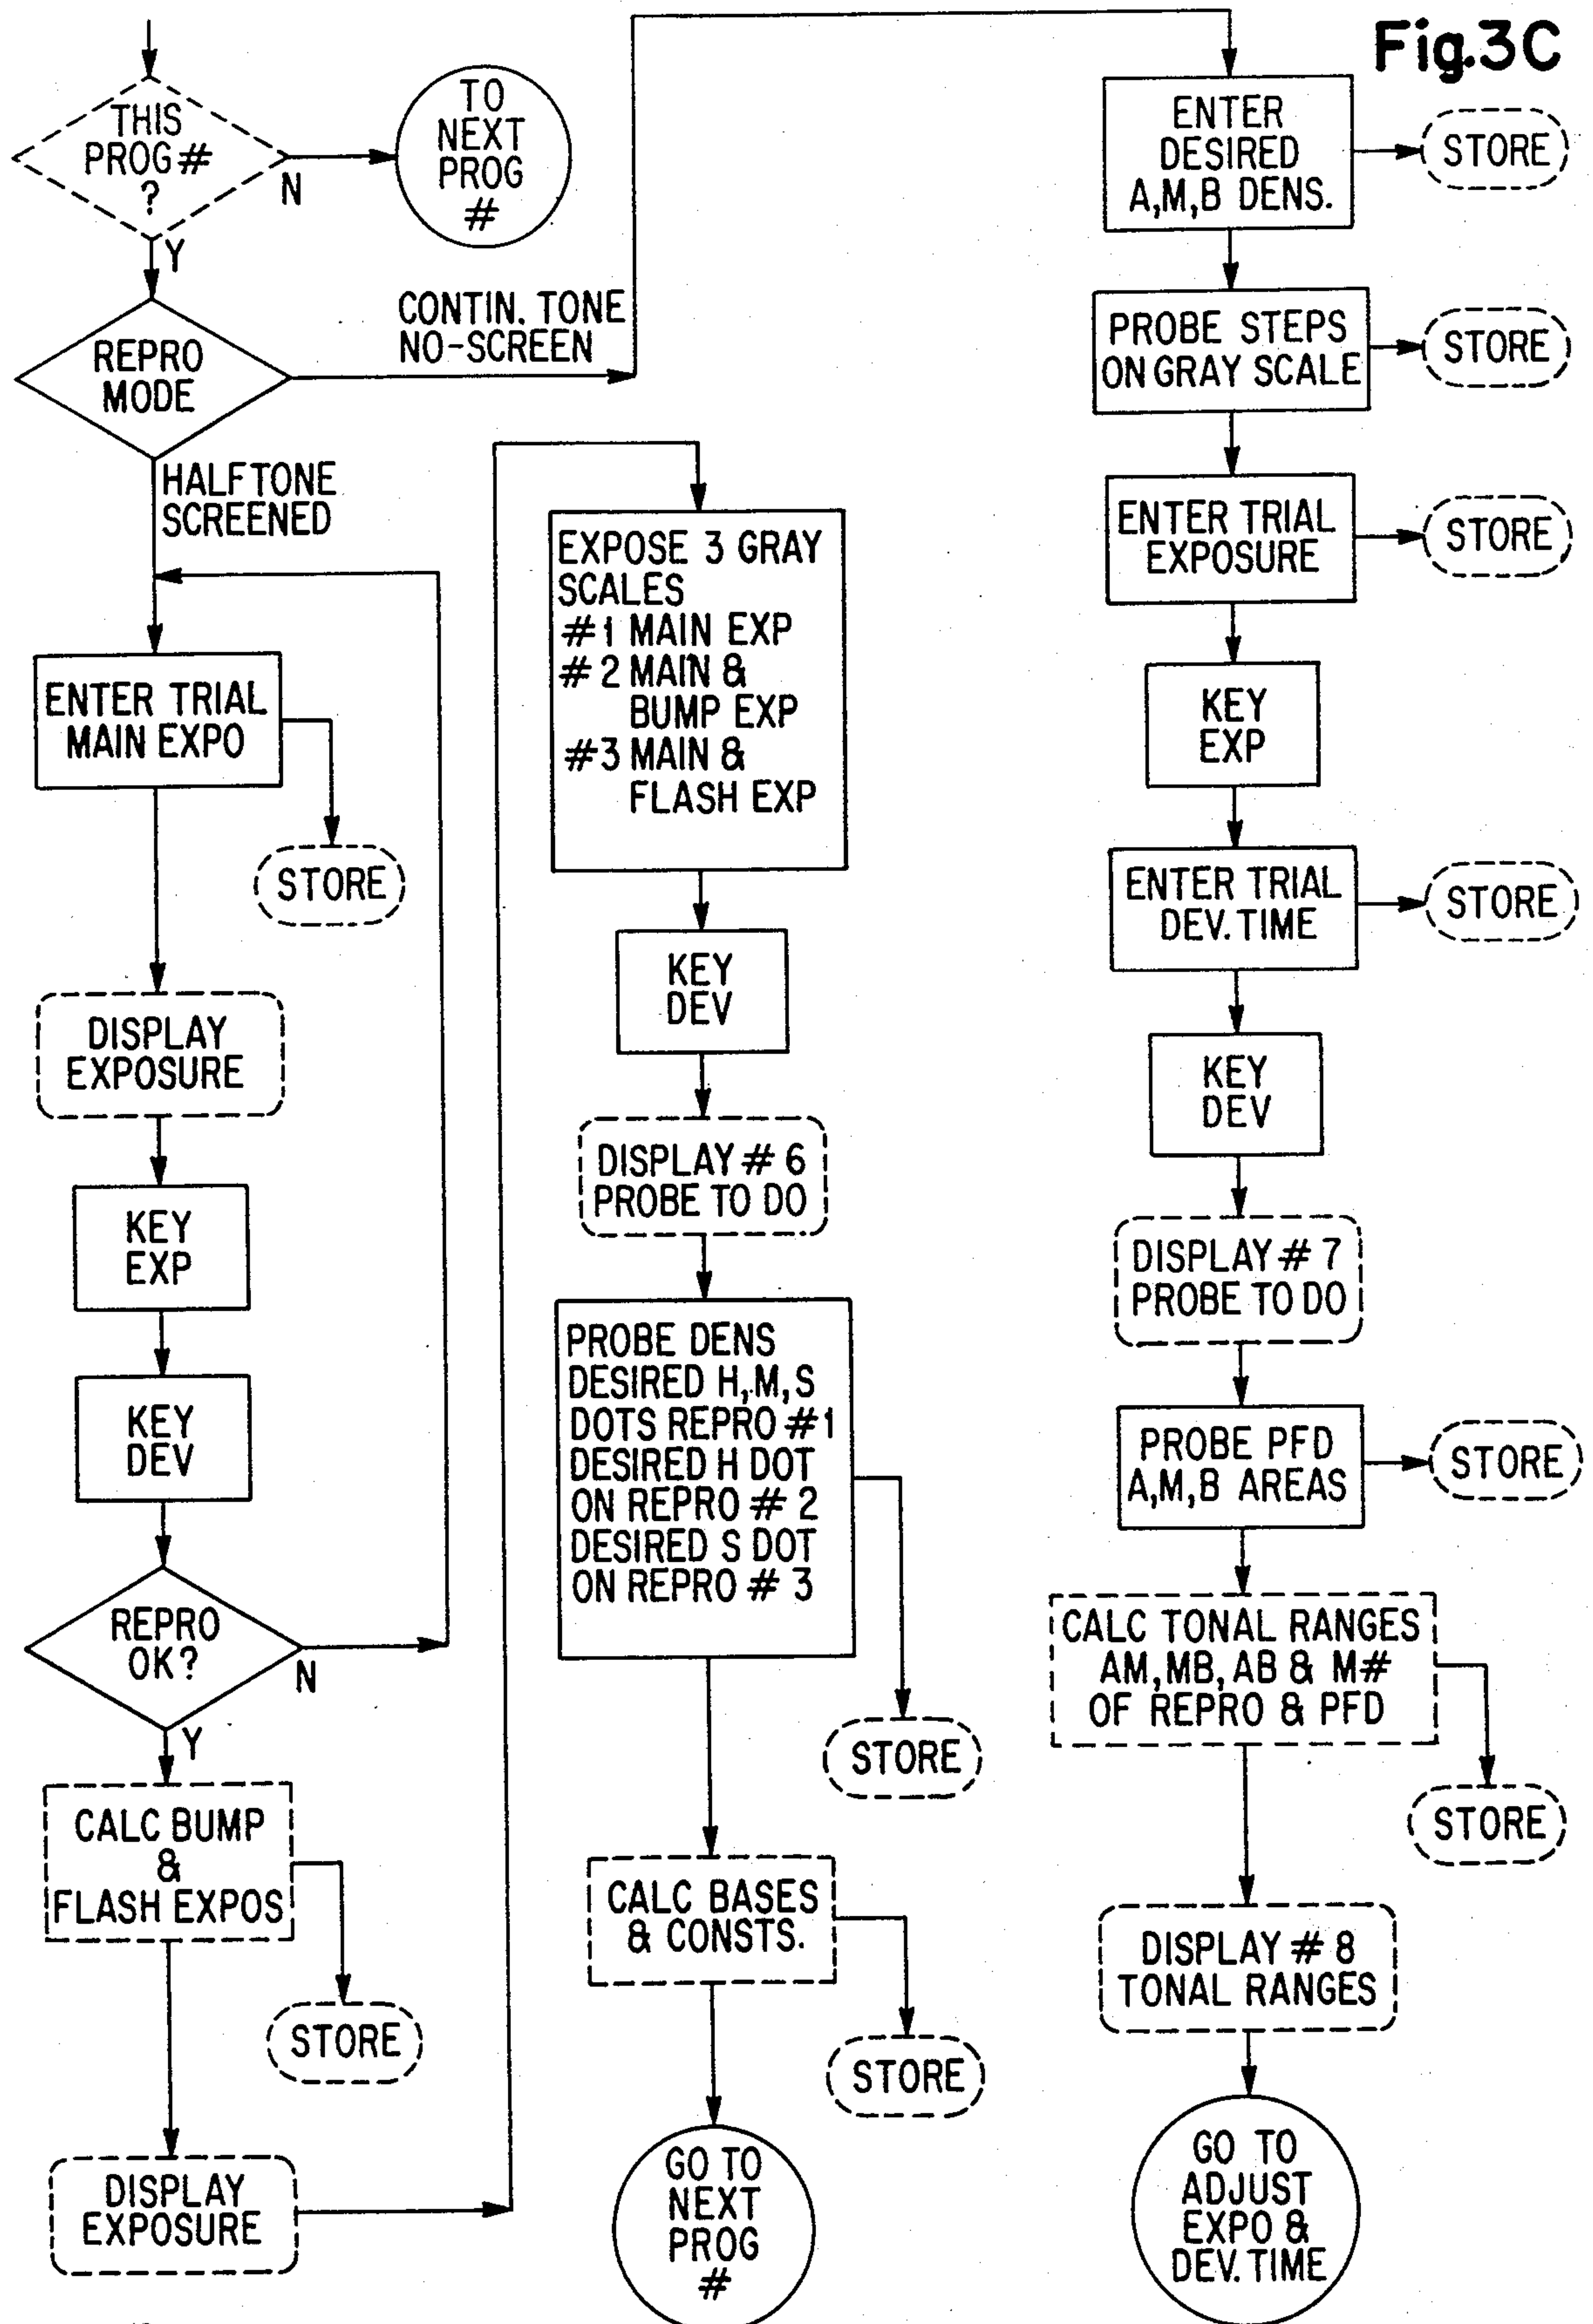 Fig.3C
THIS
PROG #
?
N
Y
TO
NEXT
PROG
#
REPRO
MODE
CONTIN. TONE
NO-SCREEN
HALFTONE
SCREENED
ENTER TRIAL
MAIN EXPO
STORE
DISPLAY
EXPOSURE
KEY
EXP
KEY
DEV
REPRO
OK?
N
Y
CALC BUMP
&
FLASH EXPOS
STORE
DISPLAY
EXPOSURE
EXPOSE 3 GRAY
SCALES
#1 MAIN EXP
#2 MAIN &
BUMP EXP
#3 MAIN &
FLASH EXP
KEY
DEV
DISPLAY # 6
PROBE TO DO
PROBE DENS
DESIRED H,M,S
DOTS REPRO #1
DESIRED H DOT
ON REPRO # 2
DESIRED S DOT
ON REPRO # 3
STORE
CALC BASES
& CONSTS.
STORE
GO TO
NEXT
PROG
#
ENTER
DESIRED
A,M,B DENS.
STORE
PROBE STEPS
ON GRAY SCALE
STORE
ENTER TRIAL
EXPOSURE
STORE
KEY
EXP
ENTER TRIAL
DEV. TIME
STORE
KEY
DEV
DISPLAY # 7
PROBE TO DO
PROBE PFD
A,M,B AREAS
STORE
CALC TONAL RANGES
AM,MB,AB & M#
OF REPRO & PFD
STORE
DISPLAY # 8
TONAL RANGES
GO TO
ADJUST
EXPO &
DEV. TIME